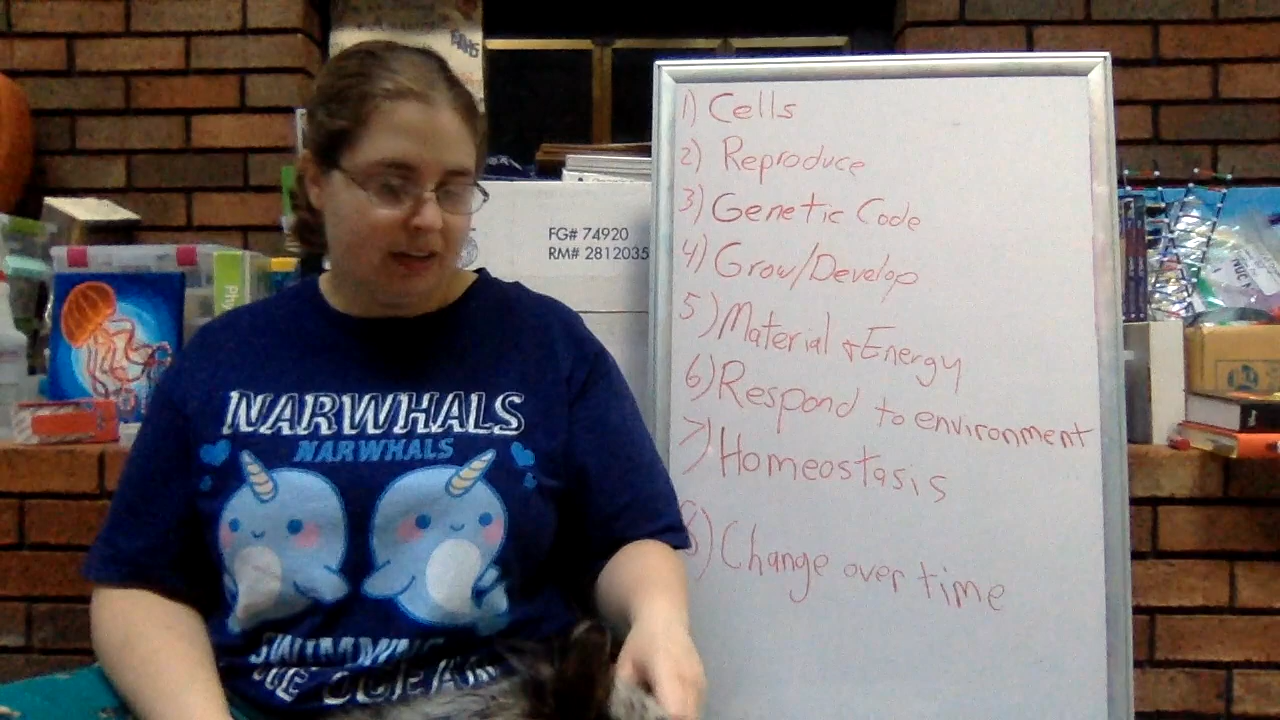 1) Cells
2) Reproduce
3) Genetic Code
4) Grow/Develop
5) Material & Energy
6) Respond to environment
7) Homeostasis
8) Change over time
FG# 74920
RM# 2812035
NARWHALS
NARWHALS